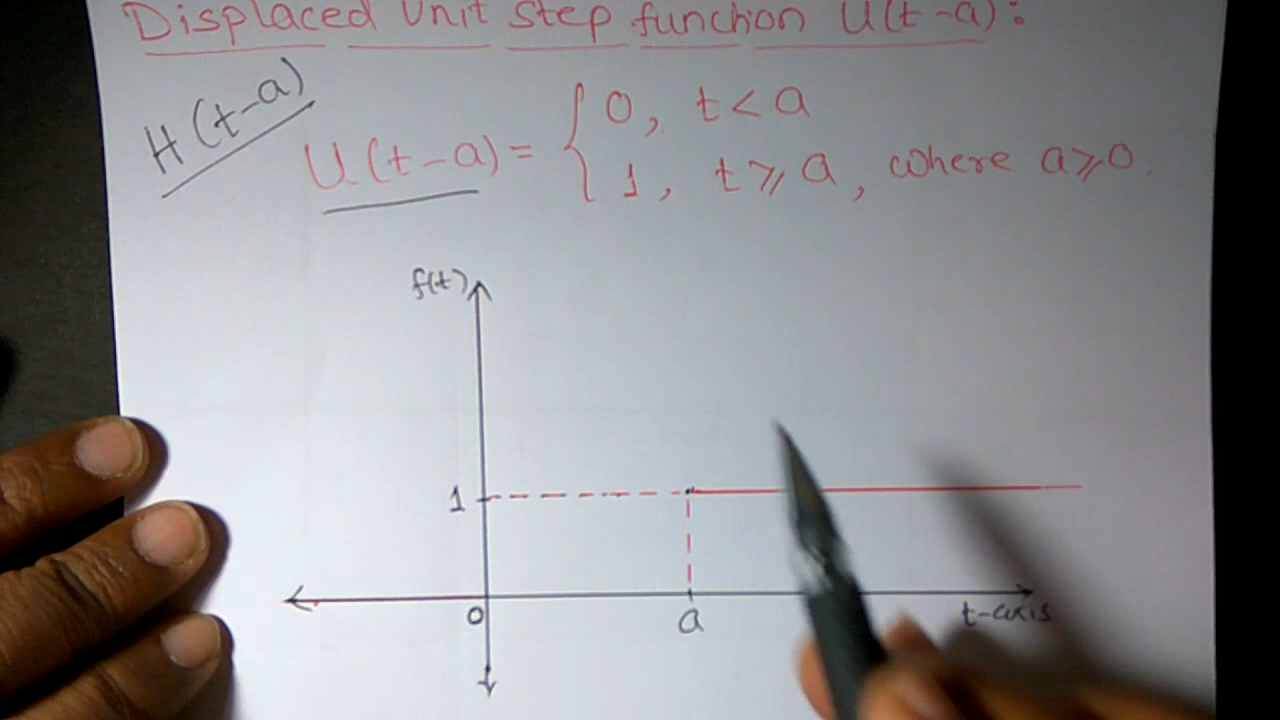 Displaced Unit Step function U(t-a):
H(t-a)
U(t-a) = { 0, t < a
1, t ⩾ a, where a ⩾ 0.
f(t)
1
0
a
t-axis